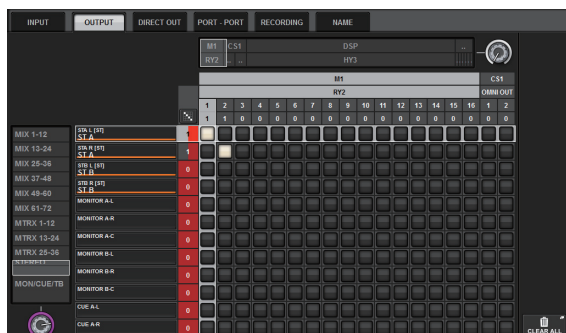 INPUT OUTPUT DIRECT OUT PORT - PORT RECORDING NAME
M1 CS1 DSP ..
RY2 .. .. HY3
M1 CS1
RY2 OMNI OUT
1 2 3 4 5 6 7 8 9 10 11 12 13 14 15 16 1 2
1 1 0 0 0 0 0 0 0 0 0 0 0 0 0 0 0 0
MIX 1-12
MIX 13-24
MIX 25-36
MIX 37-48
MIX 49-60
MIX 61-72
MTRX 1-12
MTRX 13-24
MTRX 25-36
STEREO
MON/CUE/TB
STA L [ST]
ST A
1
STA R [ST]
ST A
1
STB L [ST]
ST B
0
STB R [ST]
ST B
0
MONITOR A-L 0
MONITOR A-R 0
MONITOR A-C 0
MONITOR B-L 0
MONITOR B-R 0
MONITOR B-C 0
CUE A-L 0
CUE A-R 0
CLEAR ALL